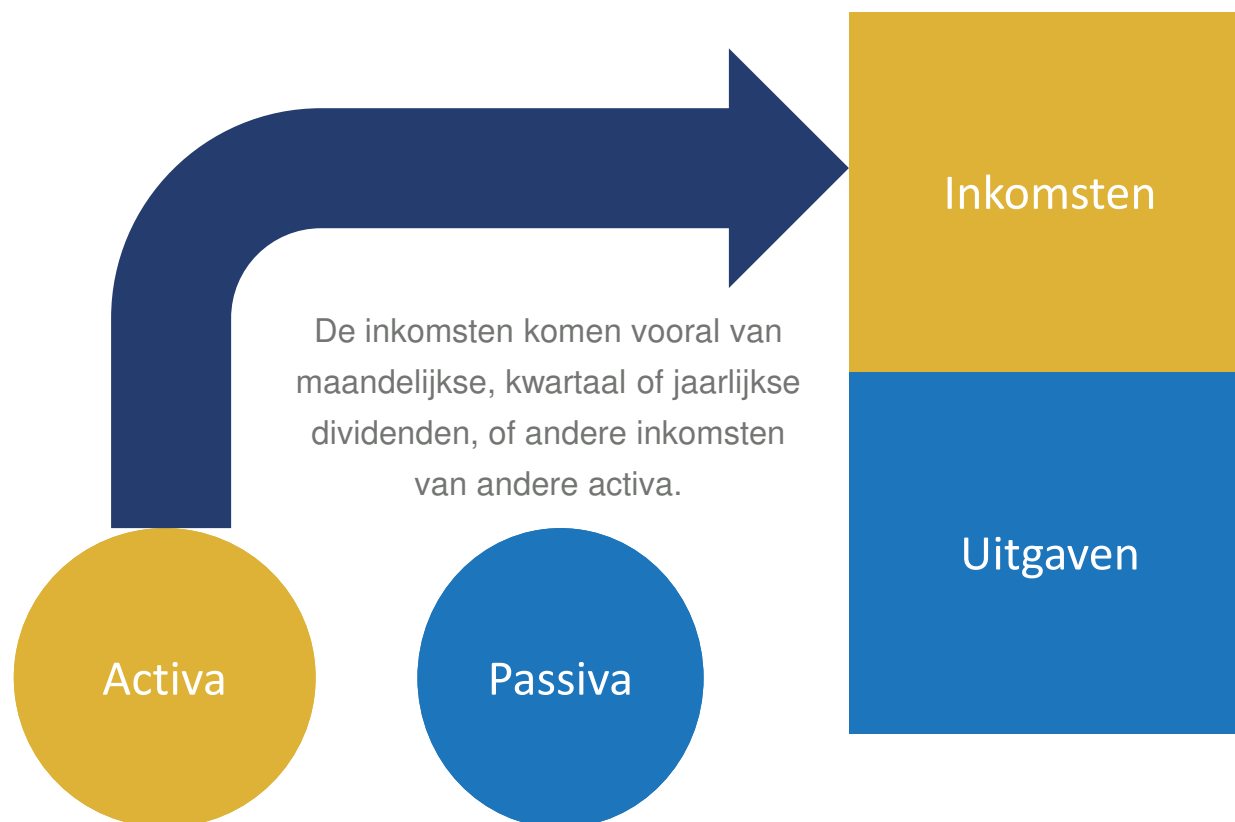 Inkomsten
De inkomsten komen vooral van
maandelijkse, kwartaal of jaarlijkse
dividenden, of andere inkomsten
van andere activa.
Uitgaven
Activa
Passiva